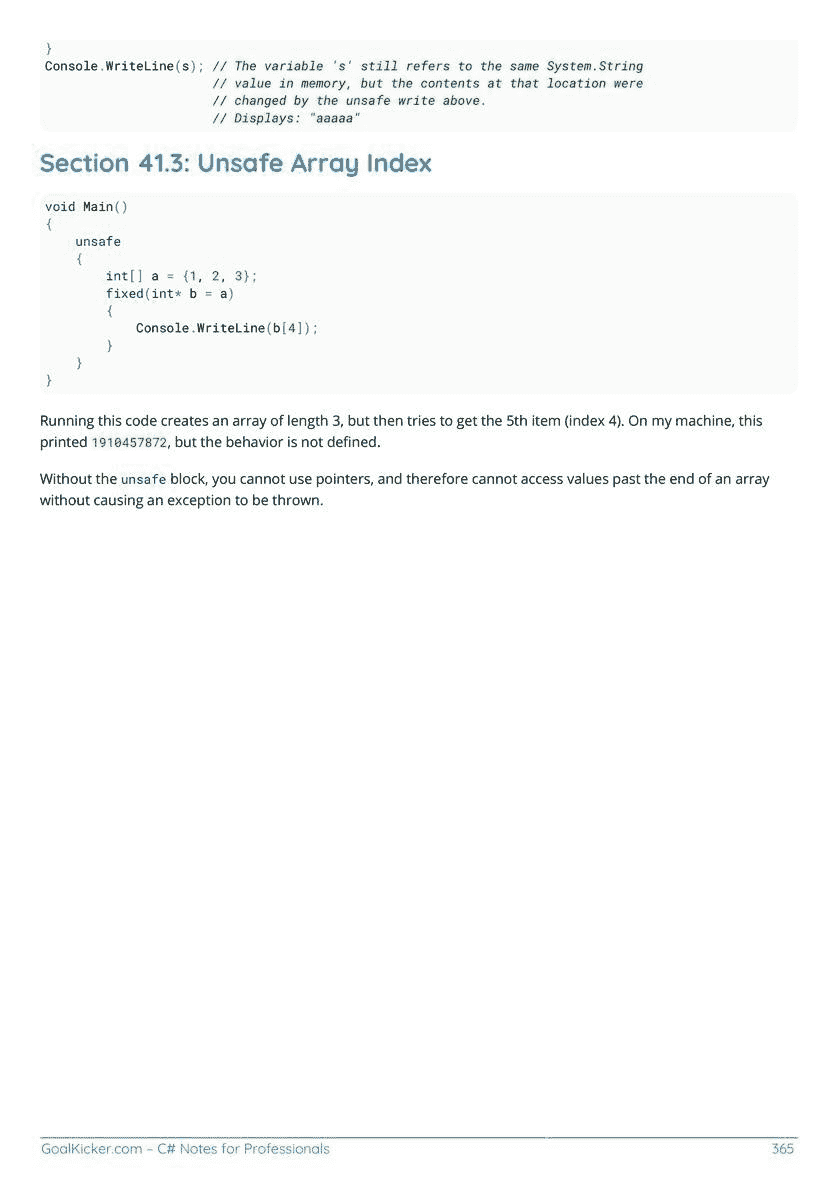 }
Console.WriteLine(s); // The variable 's' still refers to the same System.String
                      // value in memory, but the contents at that location were
                      // changed by the unsafe write above.
                      // Displays: "aaaaa"
Section 41.3: Unsafe Array Index
void Main()
{
    unsafe
    {
        int[] a = {1, 2, 3};
        fixed(int* b = a)
        {
            Console.WriteLine(b[4]);
        }
    }
}
Running this code creates an array of length 3, but then tries to get the 5th item (index 4). On my machine, this
printed 1910457872, but the behavior is not defined.
Without the unsafe block, you cannot use pointers, and therefore cannot access values past the end of an array
without causing an exception to be thrown.
GoalKicker.com – C# Notes for Professionals 365